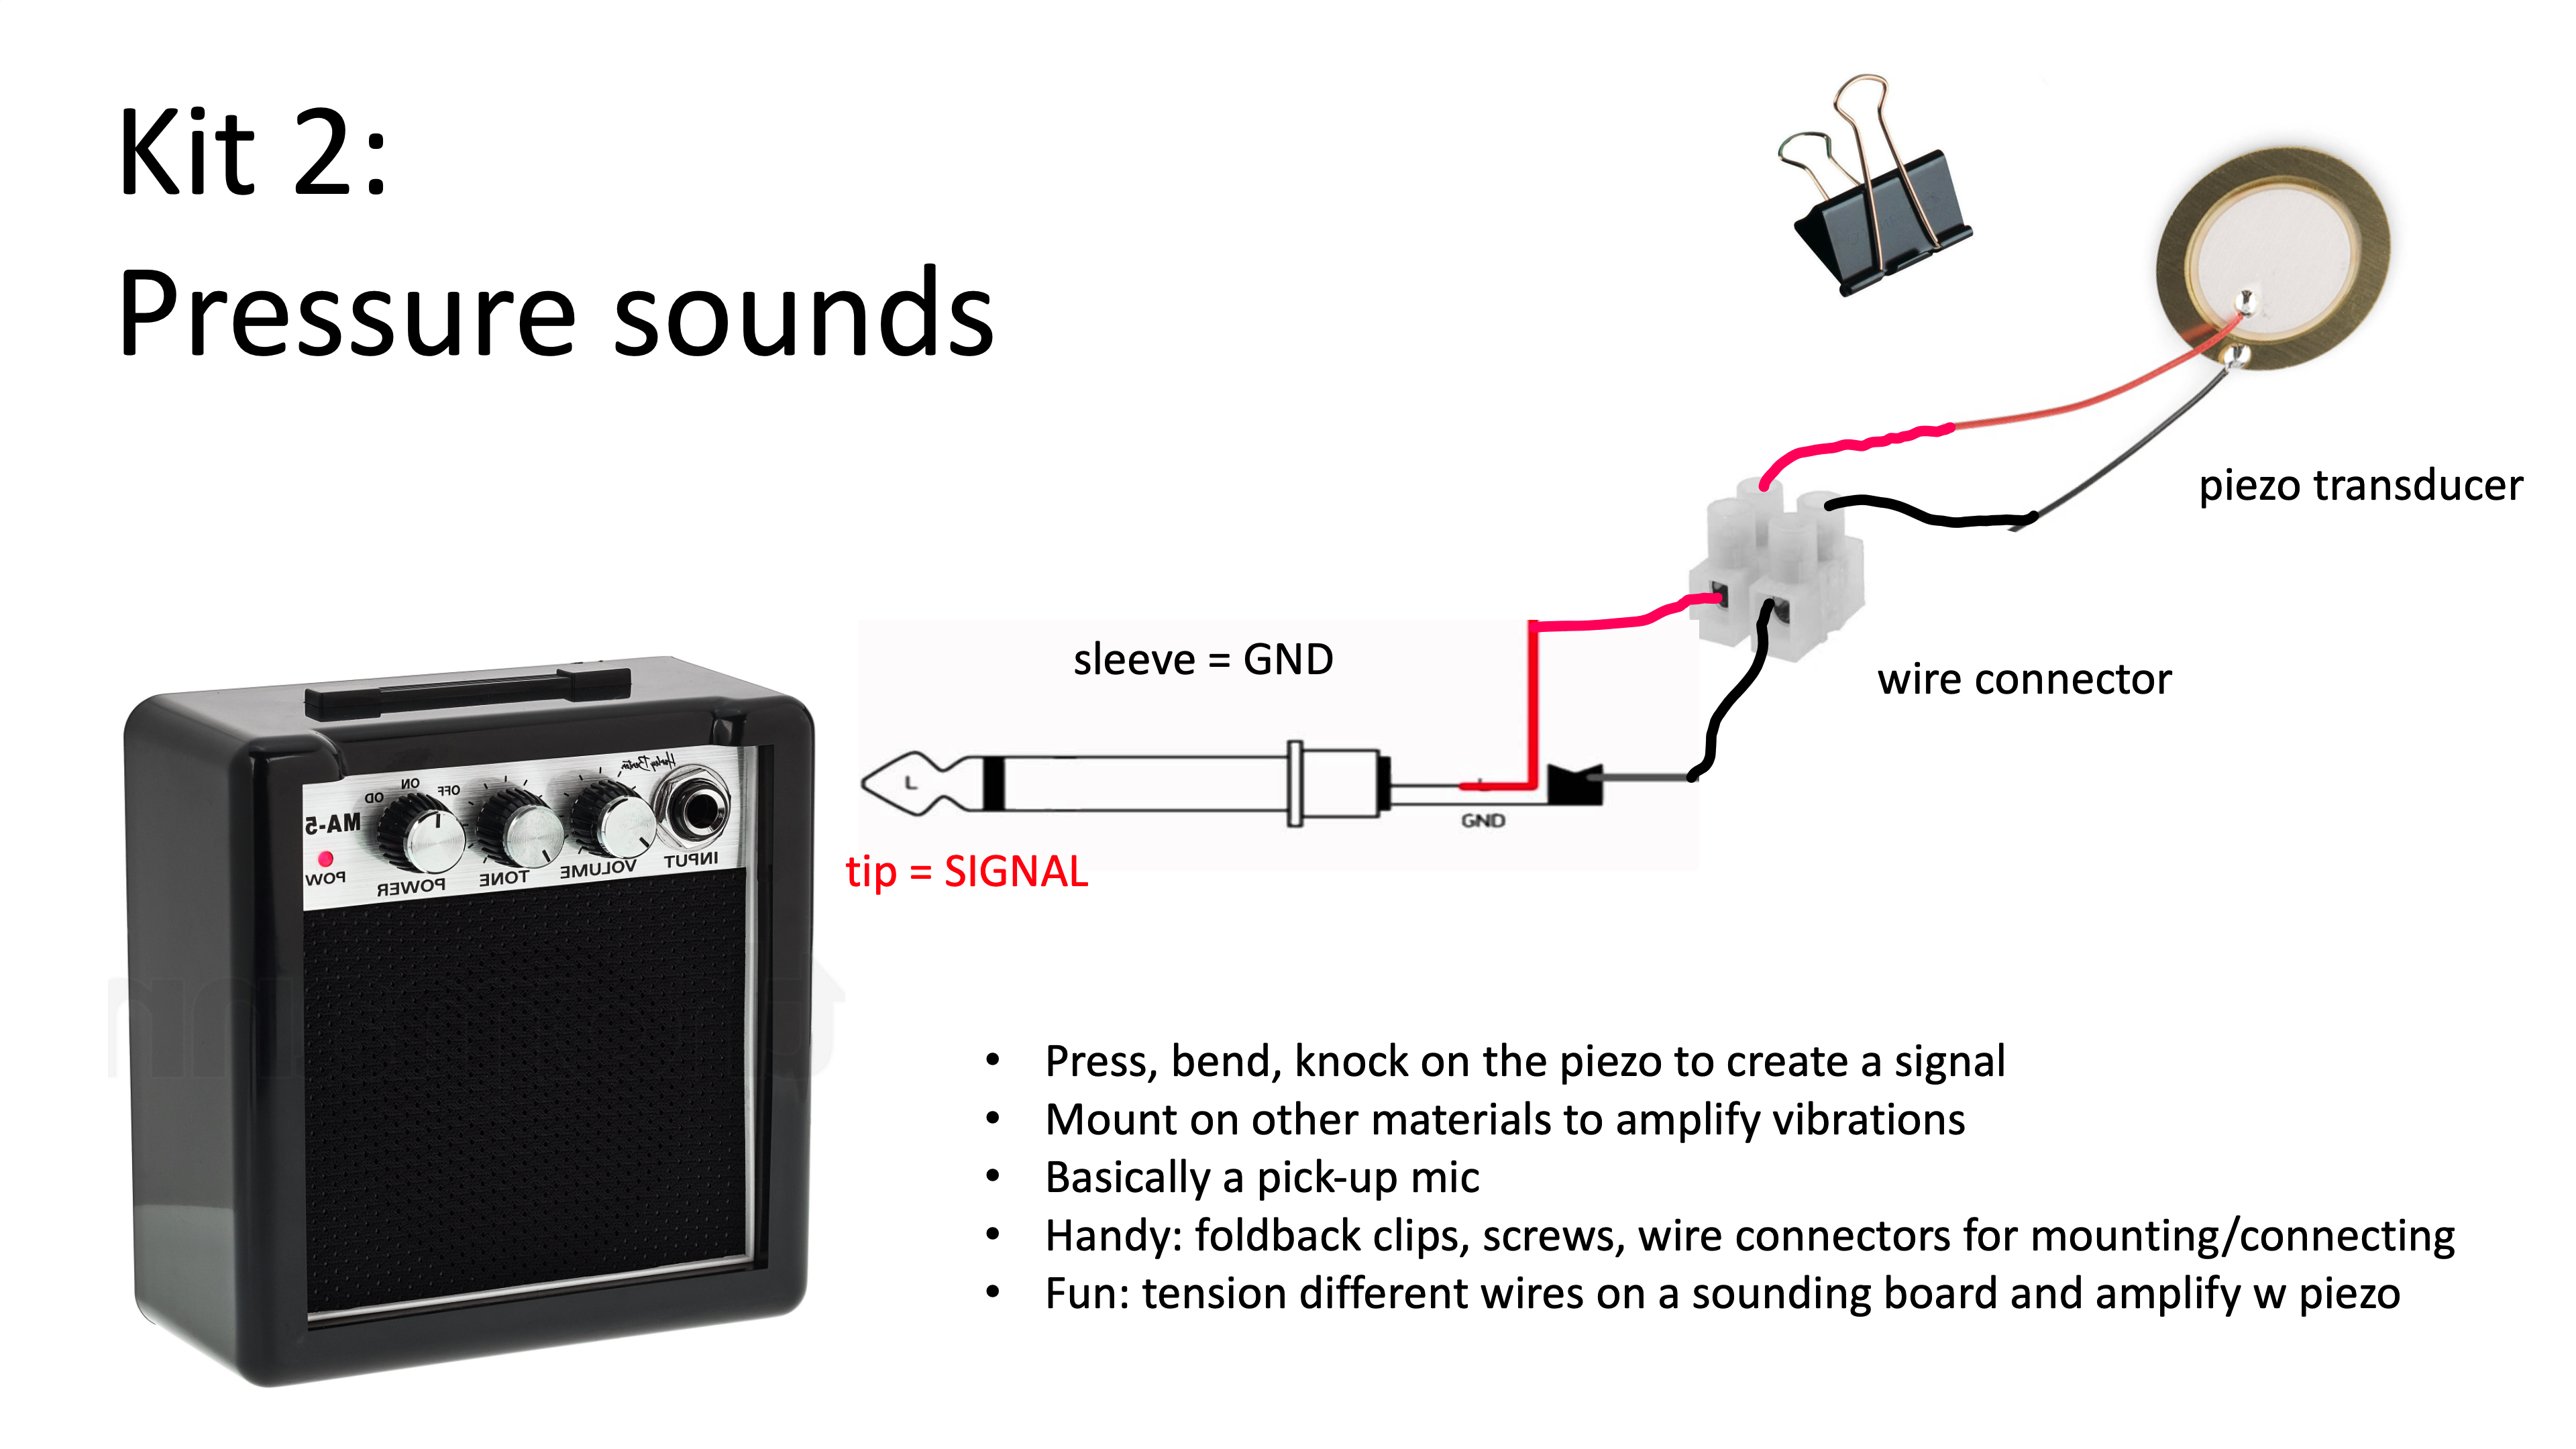 Kit 2:
Pressure sounds
piezo transducer
wire connector
sleeve = GND
L
GND
tip = SIGNAL
Harley Benton
MA-5
OD
ON
OFF
POW
POWER
TONE
VOLUME
INPUT
• Press, bend, knock on the piezo to create a signal
• Mount on other materials to amplify vibrations
• Basically a pick-up mic
• Handy: foldback clips, screws, wire connectors for mounting/connecting
• Fun: tension different wires on a sounding board and amplify w piezo